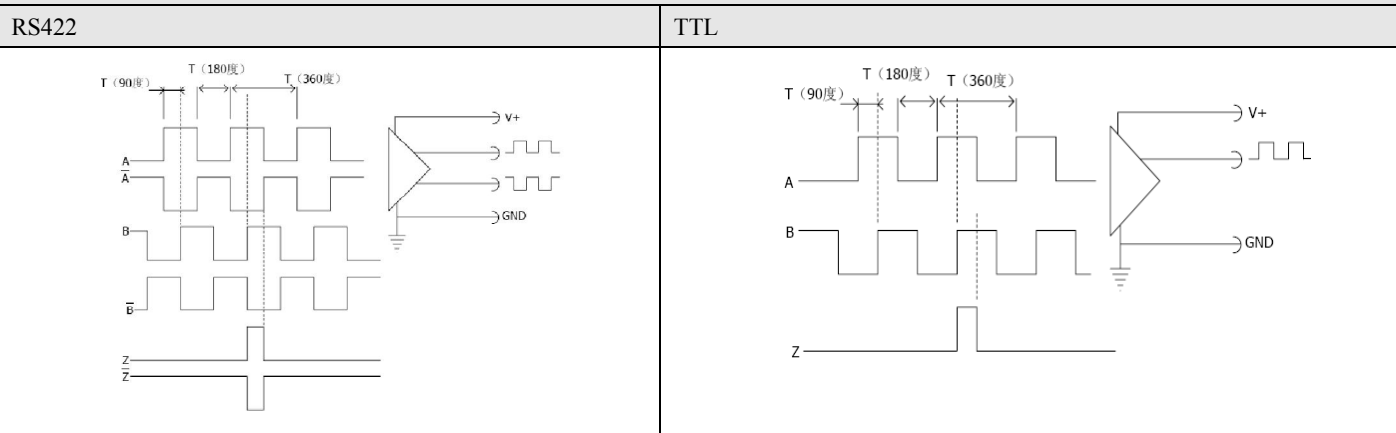 RS422
T（180度）
T（90度）
T（360度）
A
A̅
B
B̅
Z
Z̅
V+
GND
TTL
T（180度）
T（90度）
T（360度）
A
B
Z
V+
GND